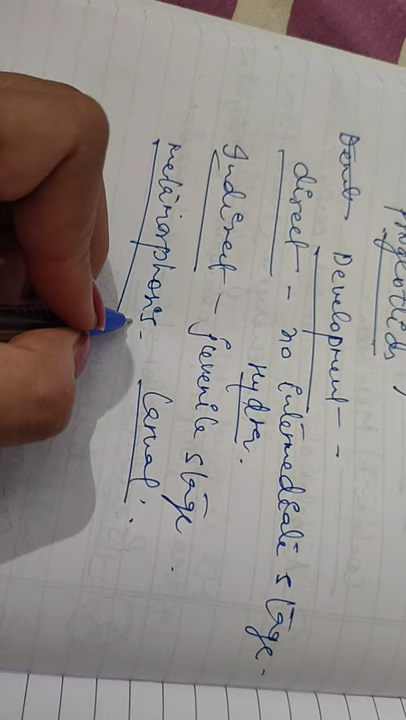 Development -
direct - no intermediate stage.
Hydra.
Indirect - juvenile stage.
metamorphosis. larval.